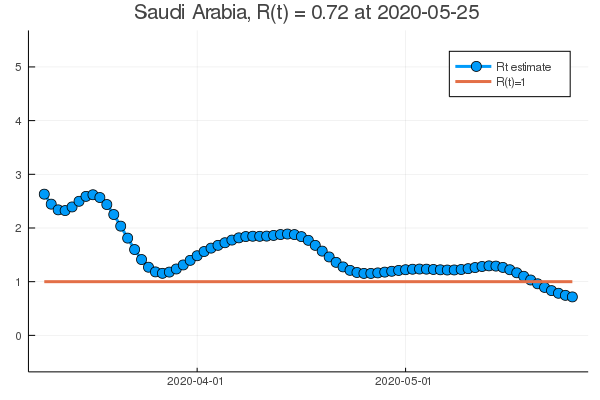 Saudi Arabia, R(t) = 0.72 at 2020-05-25
Rt estimate
R(t)=1
5
4
3
2
1
0
2020-04-01
2020-05-01